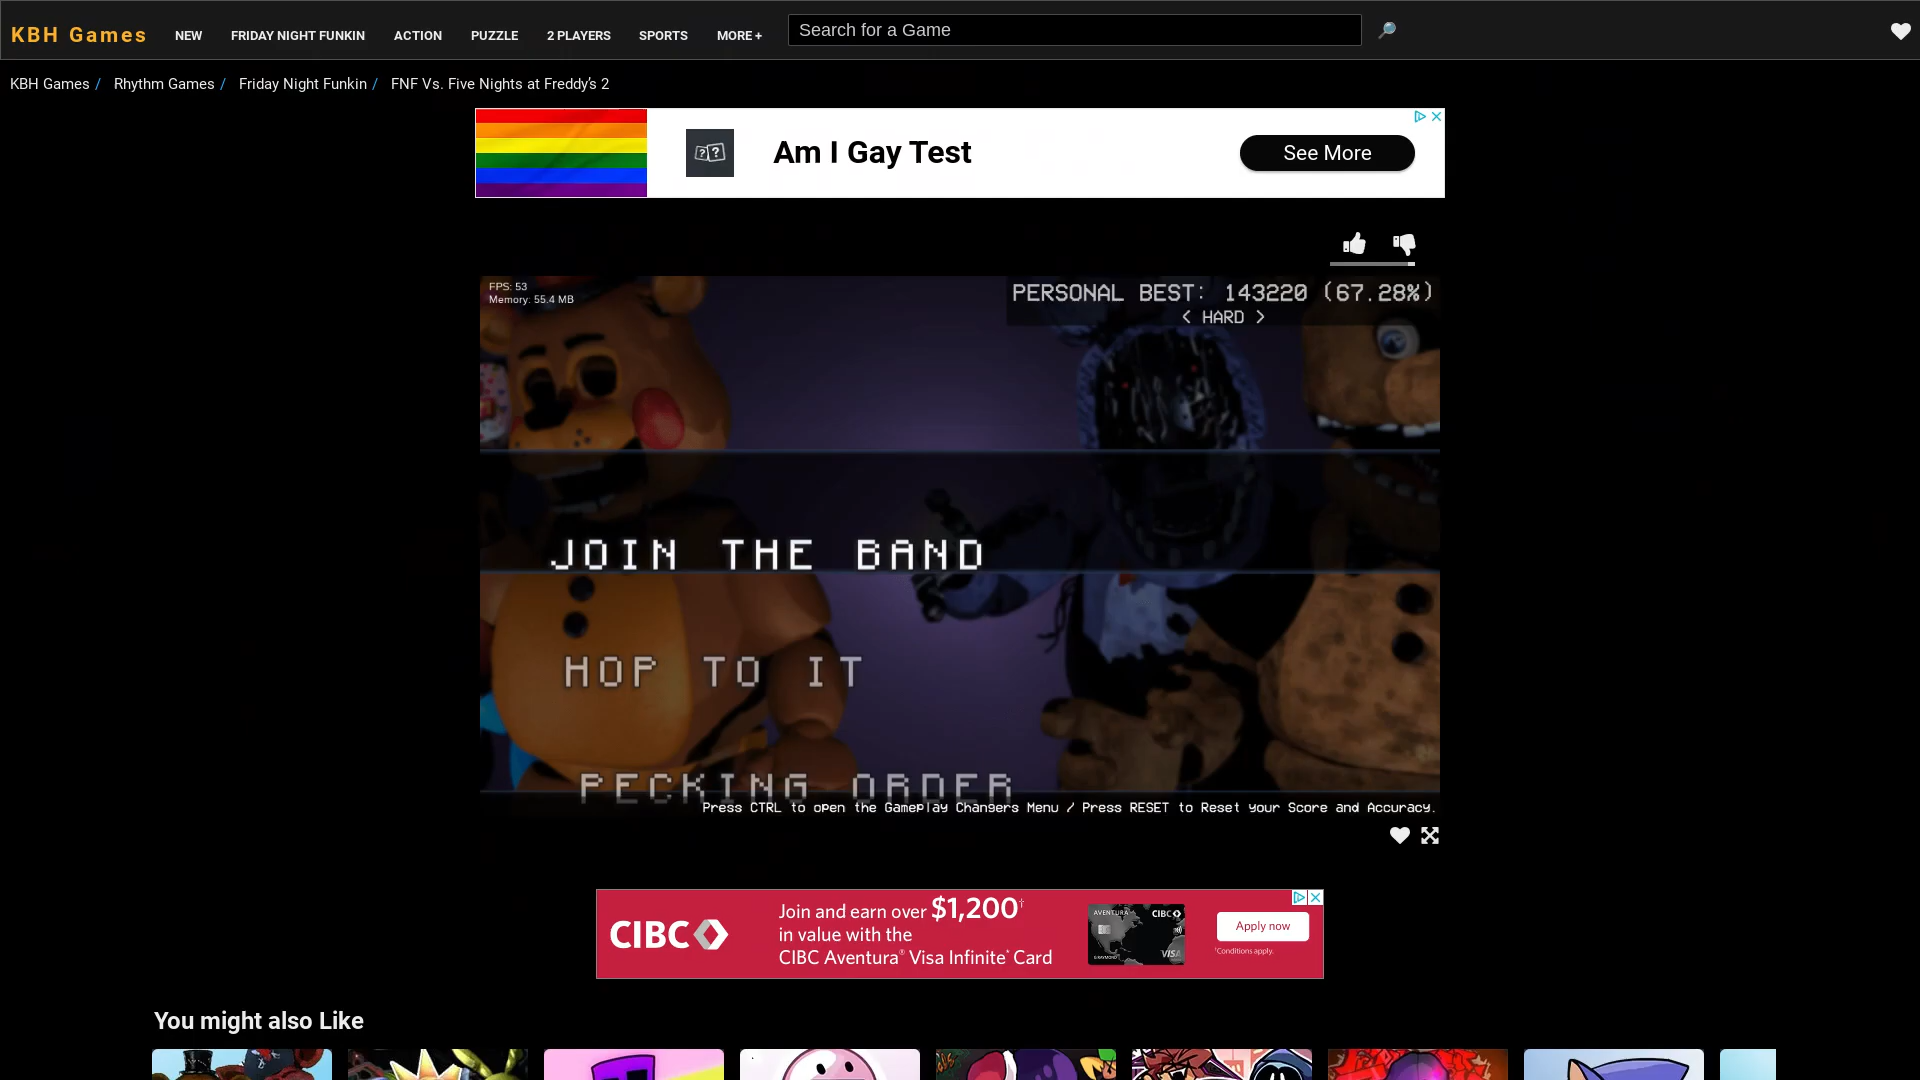 KBH Games
NEW
FRIDAY NIGHT FUNKIN
ACTION
PUZZLE
2 PLAYERS
SPORTS
MORE +
Search for a Game
KBH Games / Rhythm Games / Friday Night Funkin / FNF Vs. Five Nights at Freddy's 2
Am I Gay Test
See More
FPS: 53
Memory: 55.4 MB
PERSONAL BEST: 143220 (67.28%)
< HARD >
JOIN THE BAND
HOP TO IT
PECKING ORDER
Press CTRL to open the Gameplay Changers Menu / Press RESET to Reset your Score and Accuracy.
CIBC
Join and earn over $1,200†
in value with the
CIBC Aventura® Visa Infinite* Card
AVENTURA
CIBC
VISA
Apply now
†Conditions apply.
You might also Like